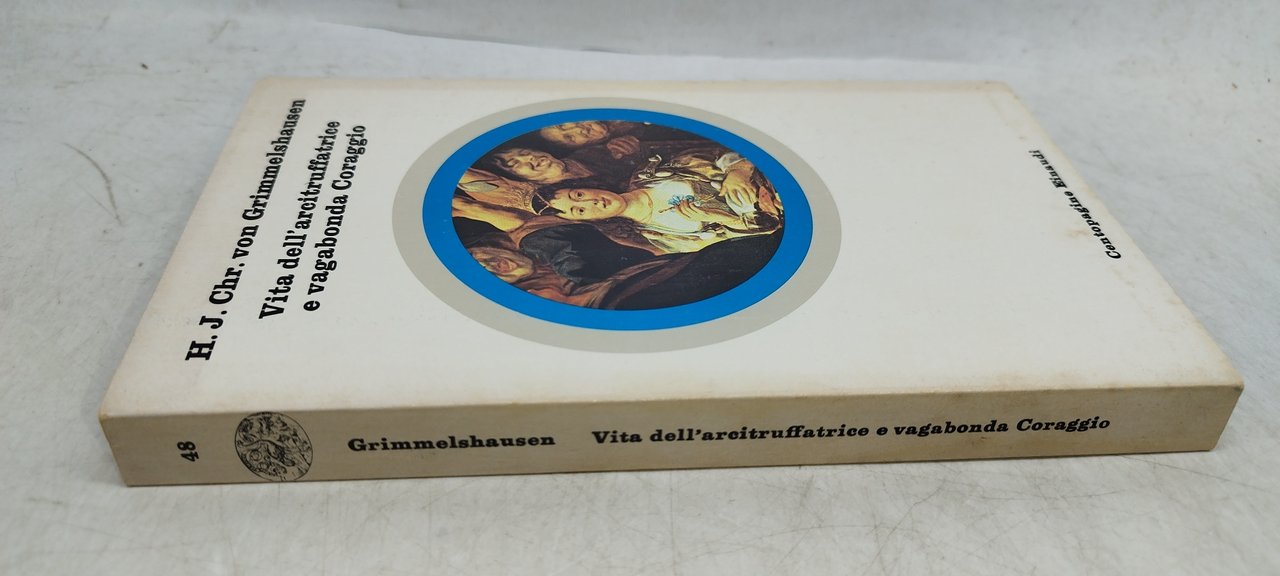 H. J. Chr. von Grimmelshausen
Vita dell'arcitruffatrice
e vagabonda Coraggio
Centopagine Einaudi
48
Grimmelshausen Vita dell'arcitruffatrice e vagabonda Coraggio